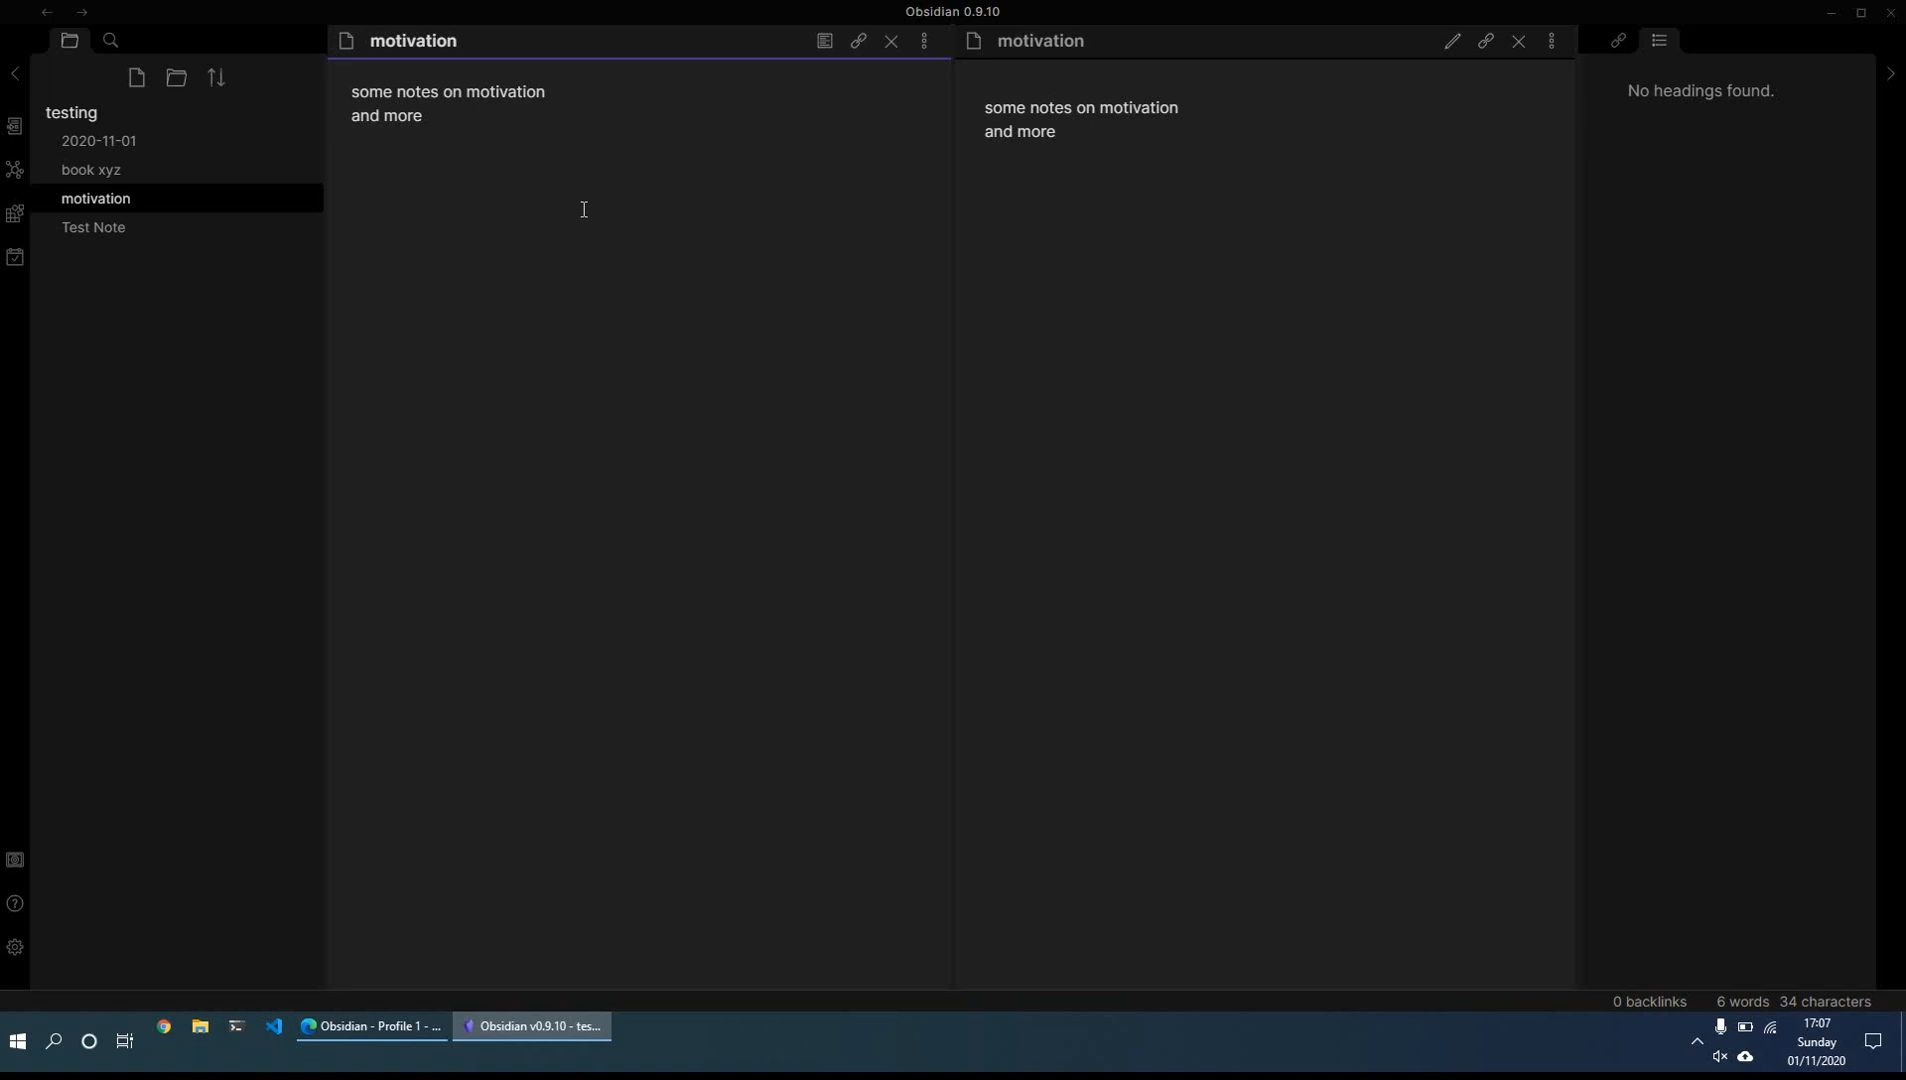 Obsidian 0.9.10
motivation
motivation
testing
2020-11-01
book xyz
motivation
Test Note
some notes on motivation
and more
some notes on motivation
and more
No headings found.
0 backlinks
6 words
34 characters
Obsidian - Profile 1 - ...
Obsidian v0.9.10 - tes...
17:07
Sunday
01/11/2020